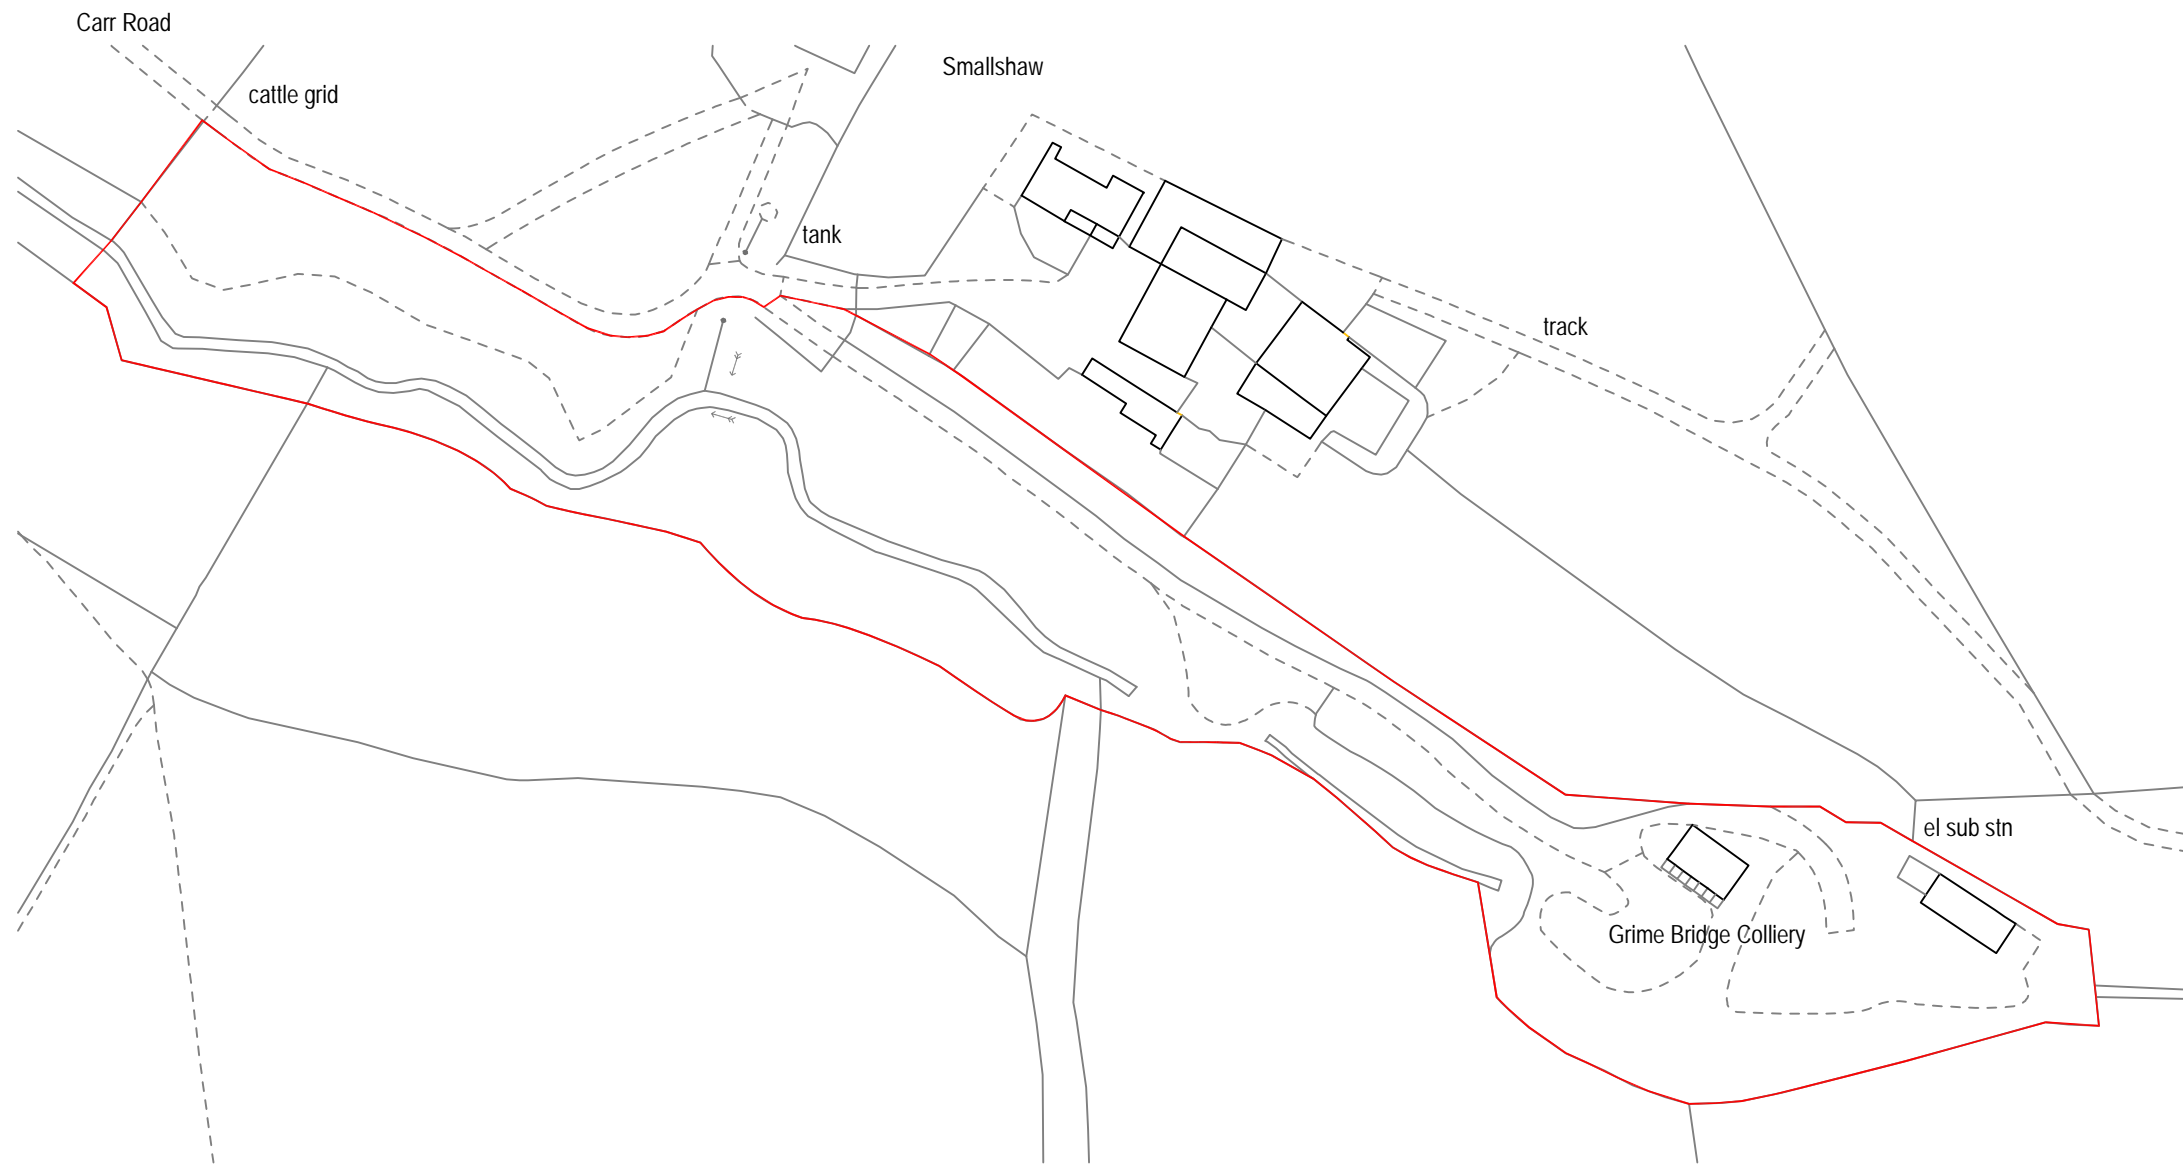 Carr Road
cattle grid
Smallshaw
tank
track
el sub stn
Grime Bridge Colliery